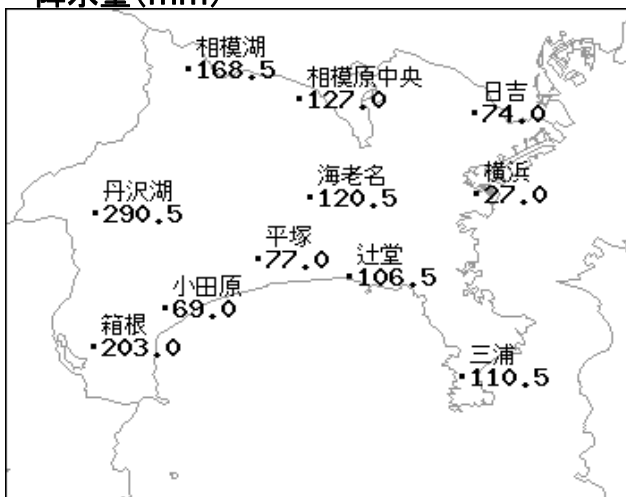 降水量(mm)
相模湖
・168.5
相模原中央
・127.0
日吉
・74.0
海老名
・120.5
横浜
・27.0
丹沢湖
・290.5
平塚
・77.0
辻堂
・106.5
小田原
・69.0
箱根
・203.0
三浦
・110.5